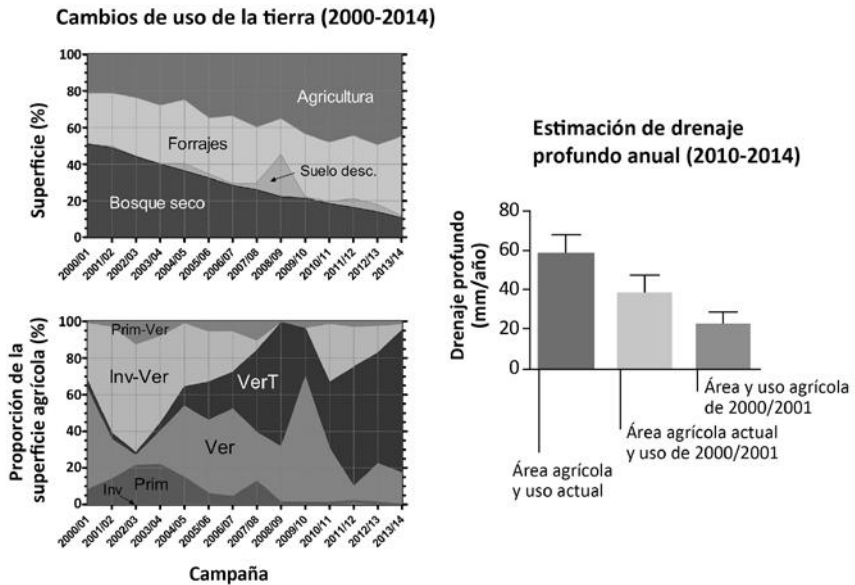 Cambios de uso de la tierra (2000-2014)
Superficie (%)
100
80
60
40
20
0
Agricultura
Forrajes
Suelo desc.
Bosque seco
2000/01
2001/02
2002/03
2003/04
2004/05
2005/06
2006/07
2007/08
2008/09
2009/10
2010/11
2011/12
2012/13
2013/14
Proporción de la
superficie agrícola (%)
100
80
60
40
20
0
Prim-Ver
Inv-Ver
VerT
Ver
Inv
Prim
2000/01
2001/02
2002/03
2003/04
2004/05
2005/06
2006/07
2007/08
2008/09
2009/10
2010/11
2011/12
2012/13
2013/14
Campaña
Estimación de drenaje
profundo anual (2010-2014)
Drenaje profundo
(mm/año)
80
60
40
20
0
Área y uso agrícola
de 2000/2001
Área agrícola actual
y uso de 2000/2001
Área agrícola
y uso actual